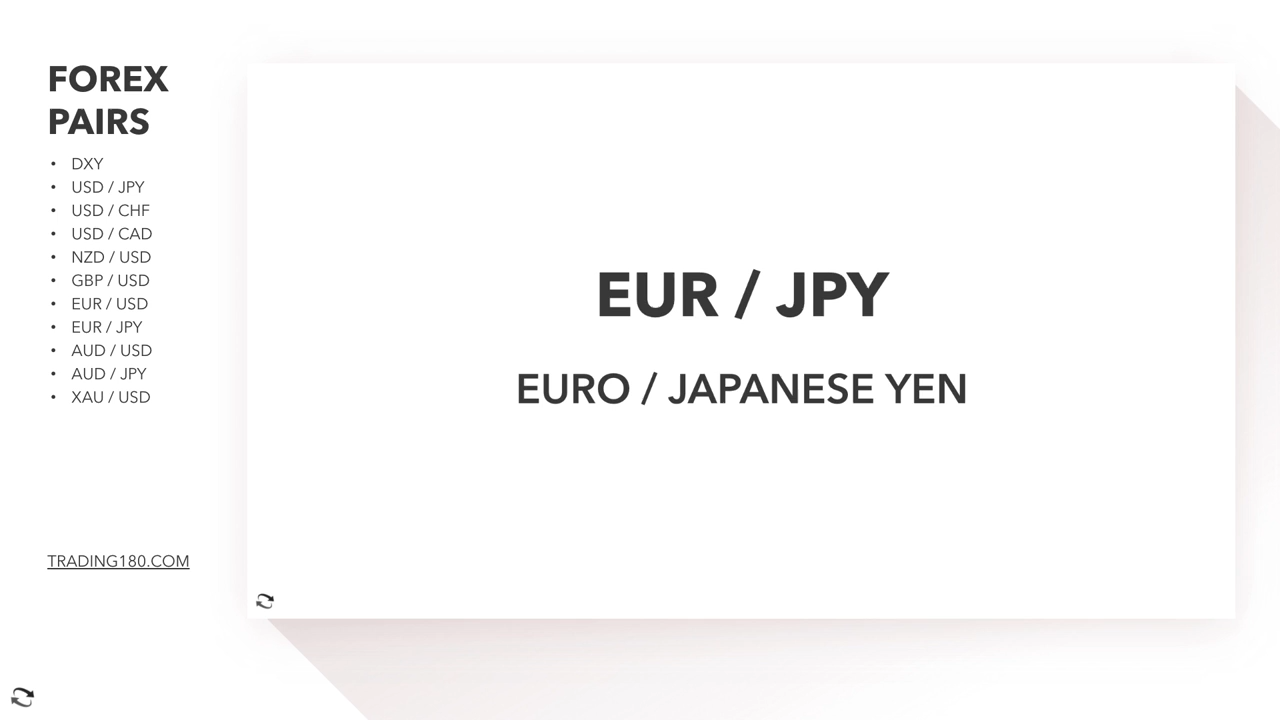 FOREX
PAIRS
• DXY
• USD / JPY
• USD / CHF
• USD / CAD
• NZD / USD
• GBP / USD
• EUR / USD
• EUR / JPY
• AUD / USD
• AUD / JPY
• XAU / USD
TRADING180.COM
EUR / JPY
EURO / JAPANESE YEN